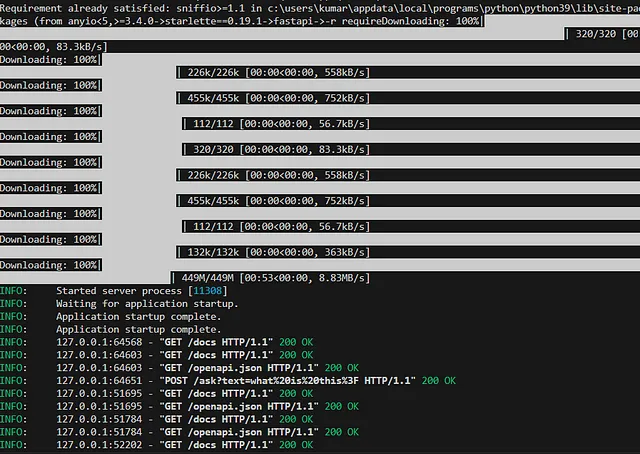 Requirement already satisfied: sniffio>=1.1 in c:\users\kumar\appdata\local\programs\python\python39\lib\site-pac
kages (from anyio<5,>=3.4.0->starlette==0.19.1->fastapi->-r requireDownloading: 100%|
| 320/320 [00:
00<00:00, 83.3kB/s]
Downloading: 100%|
| 226k/226k [00:00<00:00, 558kB/s]
Downloading: 100%|
| 455k/455k [00:00<00:00, 752kB/s]
Downloading: 100%|
| 112/112 [00:00<00:00, 56.7kB/s]
Downloading: 100%|
| 320/320 [00:00<00:00, 83.3kB/s]
Downloading: 100%|
| 226k/226k [00:00<00:00, 558kB/s]
Downloading: 100%|
| 455k/455k [00:00<00:00, 752kB/s]
Downloading: 100%|
| 112/112 [00:00<00:00, 56.7kB/s]
Downloading: 100%|
| 132k/132k [00:00<00:00, 363kB/s]
Downloading: 100%|
| 449M/449M [00:53<00:00, 8.83MB/s]
INFO: Started server process [11308]
INFO: Waiting for application startup.
INFO: Application startup complete.
INFO: Application startup complete.
INFO: 127.0.0.1:64568 - "GET /docs HTTP/1.1" 200 OK
INFO: 127.0.0.1:64603 - "GET /docs HTTP/1.1" 200 OK
INFO: 127.0.0.1:64603 - "GET /openapi.json HTTP/1.1" 200 OK
INFO: 127.0.0.1:64651 - "POST /ask?text=what%20is%20this%3F HTTP/1.1" 200 OK
INFO: 127.0.0.1:51695 - "GET /docs HTTP/1.1" 200 OK
INFO: 127.0.0.1:51695 - "GET /openapi.json HTTP/1.1" 200 OK
INFO: 127.0.0.1:51784 - "GET /docs HTTP/1.1" 200 OK
INFO: 127.0.0.1:51784 - "GET /openapi.json HTTP/1.1" 200 OK
INFO: 127.0.0.1:52202 - "GET /docs HTTP/1.1" 200 OK